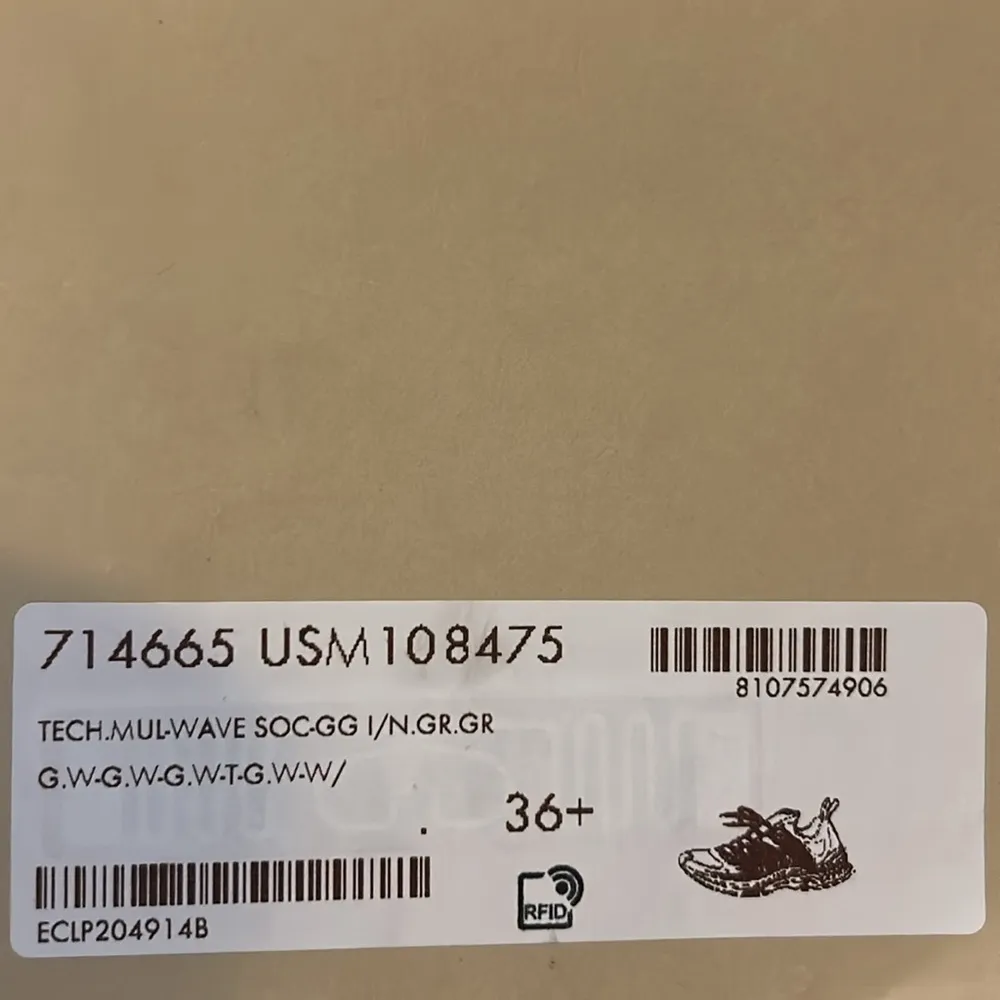 714665 USM108475
8107574906
TECH.MUL-WAVE SOC-GG I/N.GR.GR
G.W-G.W-G.W-T-G.W-W/
. 36+
RFID
ECLP204914B